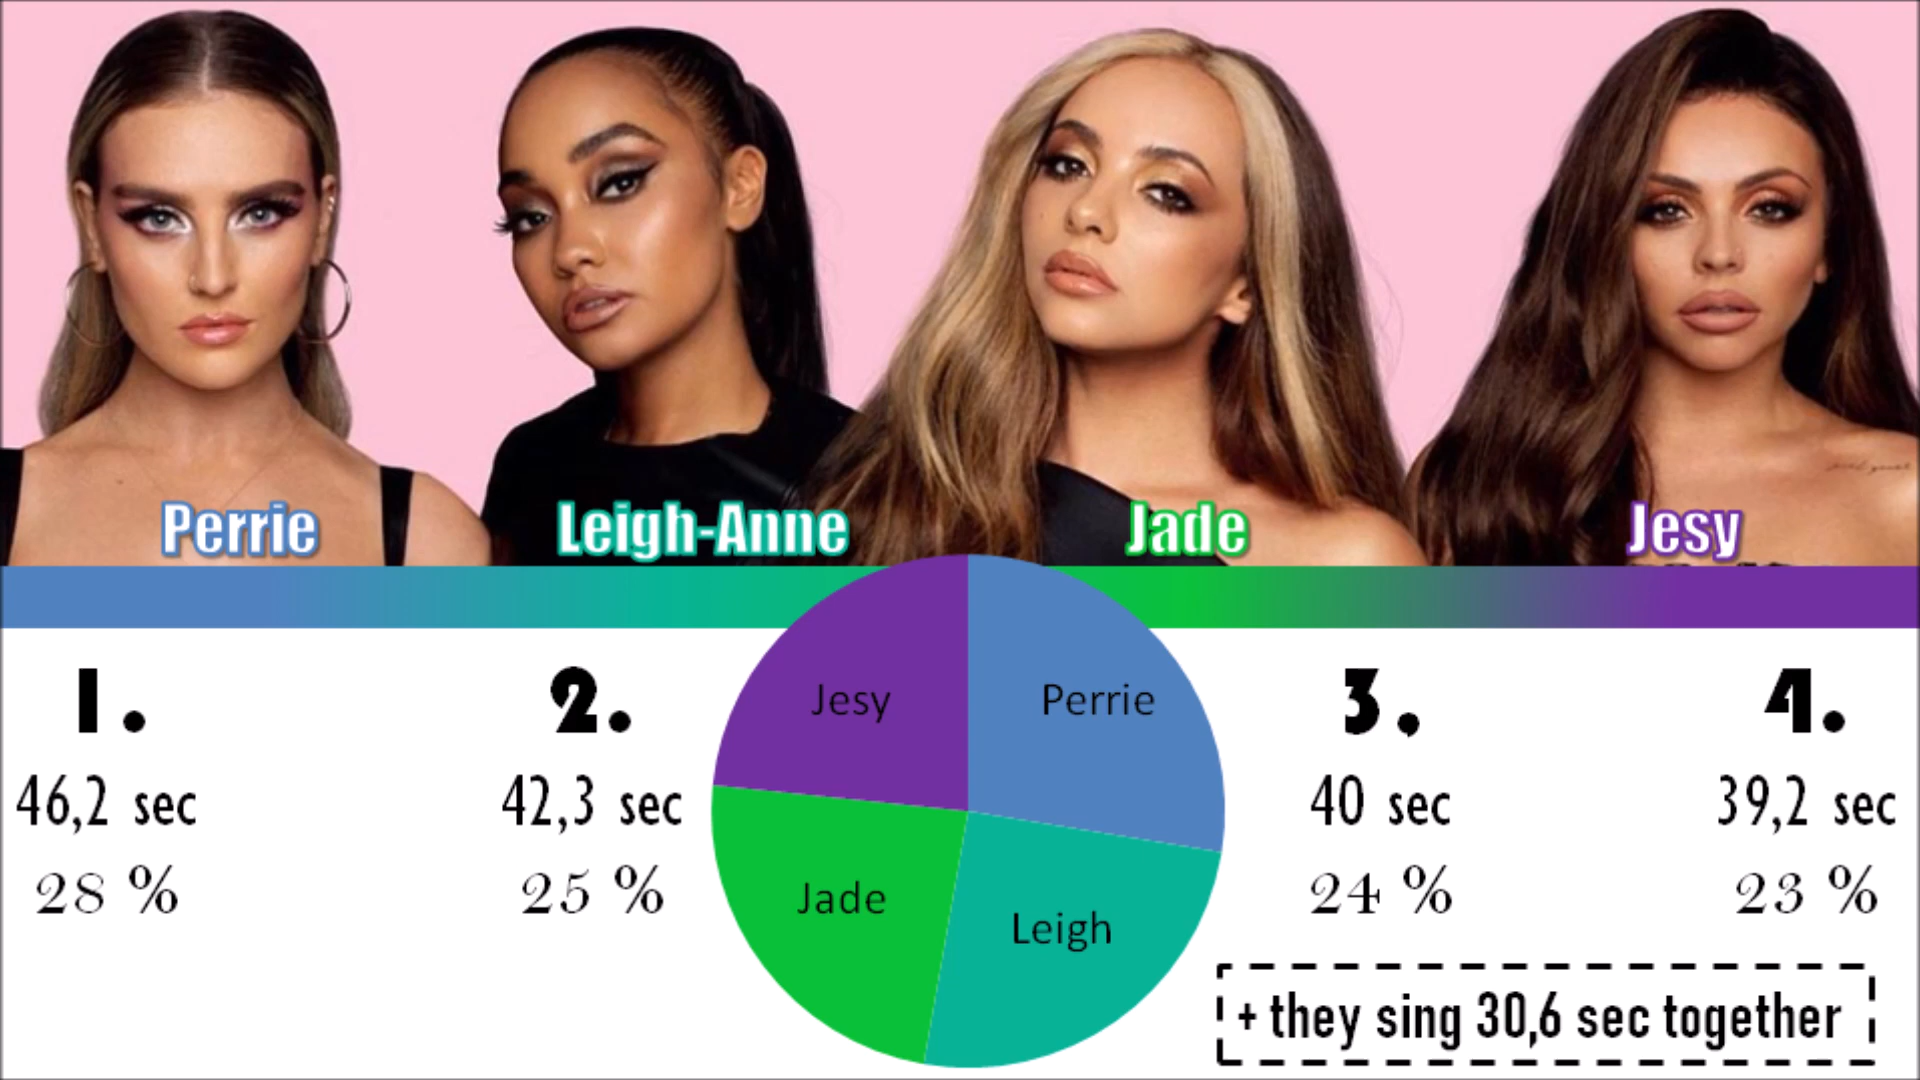 Perrie
Leigh-Anne
Jade
Jesy
1.
46,2 sec
28 %
2.
42,3 sec
25 %
Jesy
Perrie
Jade
Leigh
3.
40 sec
24 %
4.
39,2 sec
23 %
+ they sing 30,6 sec together